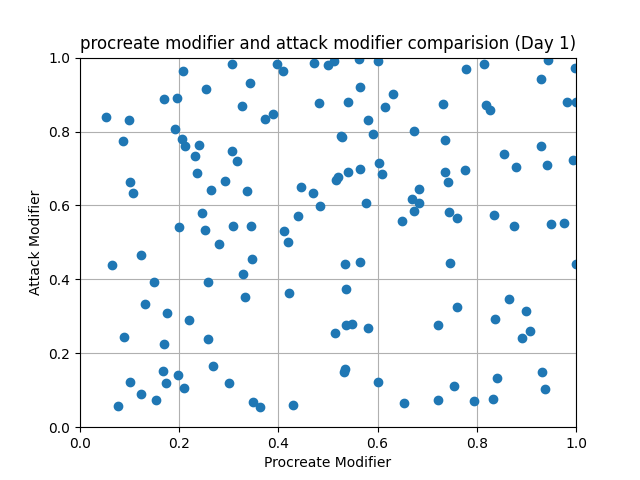 procreate modifier and attack modifier comparision (Day 1)
1.0
0.8
0.6
0.4
0.2
0.0
Attack Modifier
0.0 0.2 0.4 0.6 0.8 1.0
Procreate Modifier